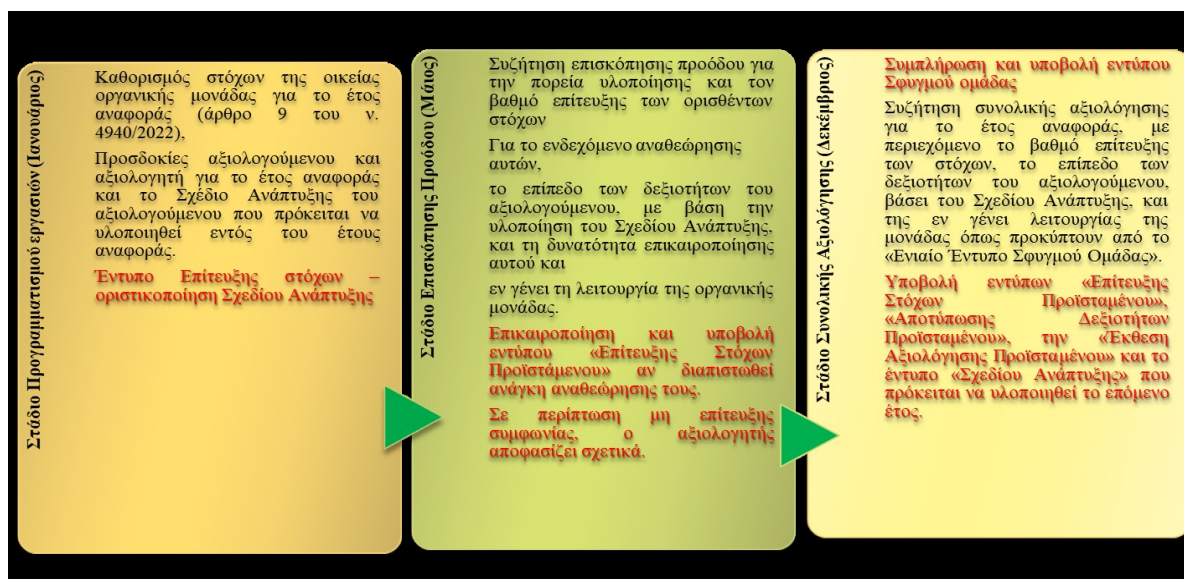 Στάδιο Προγραμματισμού εργασιών (Ιανουάριος)
Καθορισμός στόχων της οικείας
οργανικής μονάδας για το έτος
αναφοράς (άρθρο 9 του ν.
4940/2022),
Προσδοκίες αξιολογούμενου και
αξιολογητή για το έτος αναφοράς
και το Σχέδιο Ανάπτυξης του
αξιολογούμενου που πρόκειται να
υλοποιηθεί εντός του έτους
αναφοράς.
Έντυπο Επίτευξης στόχων –
οριστικοποίηση Σχεδίου Ανάπτυξης
Στάδιο Επισκόπησης Προόδου (Μάιος)
Συζήτηση επισκόπησης προόδου για
την πορεία υλοποίησης και τον
βαθμό επίτευξης των ορισθέντων
στόχων
Για το ενδεχόμενο αναθεώρησης
αυτών,
το επίπεδο των δεξιοτήτων του
αξιολογούμενου, με βάση την
υλοποίηση του Σχεδίου Ανάπτυξης,
και τη δυνατότητα επικαιροποίησης
αυτού και
εν γένει τη λειτουργία της οργανικής
μονάδας.
Επικαιροποίηση και υποβολή
εντύπου «Επίτευξης Στόχων
Προϊστάμενου» αν διαπιστωθεί
ανάγκη αναθεώρησης τους.
Σε περίπτωση μη επίτευξης
συμφωνίας, ο αξιολογητής
αποφασίζει σχετικά.
Στάδιο Συνολικής Αξιολόγησης (Δεκέμβριος)
Συμπλήρωση και υποβολή εντύπου
Σφυγμού ομάδας
Συζήτηση συνολικής αξιολόγησης
για το έτος αναφοράς, με
περιεχόμενο το βαθμό επίτευξης
των στόχων, το επίπεδο των
δεξιοτήτων του αξιολογούμενου,
βάσει του Σχεδίου Ανάπτυξης, και
της εν γένει λειτουργίας της
μονάδας όπως προκύπτουν από το
«Ενιαίο Έντυπο Σφυγμού Ομάδας».
Υποβολή εντύπων «Επίτευξης
Στόχων Προϊσταμένου»,
«Αποτύπωσης Δεξιοτήτων
Προϊσταμένου», την «Έκθεση
Αξιολόγησης Προϊσταμένου» και το
έντυπο «Σχεδίου Ανάπτυξης» που
πρόκειται να υλοποιηθεί το επόμενο
έτος.